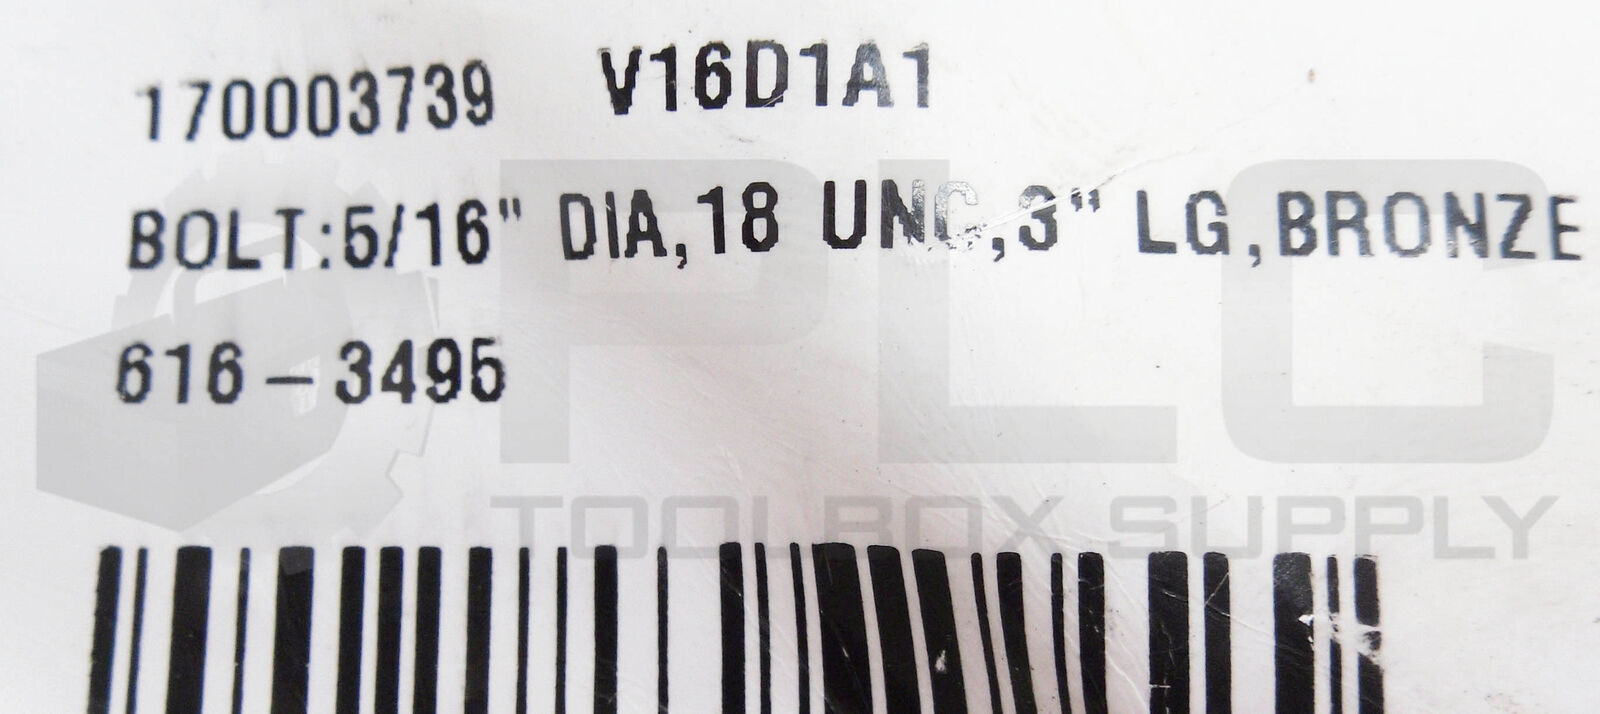 170003739 V16D1A1
BOLT:5/16" DIA,18 UNC,3" LG,BRONZE
616-3495
PLC
TOOLBOX SUPPLY